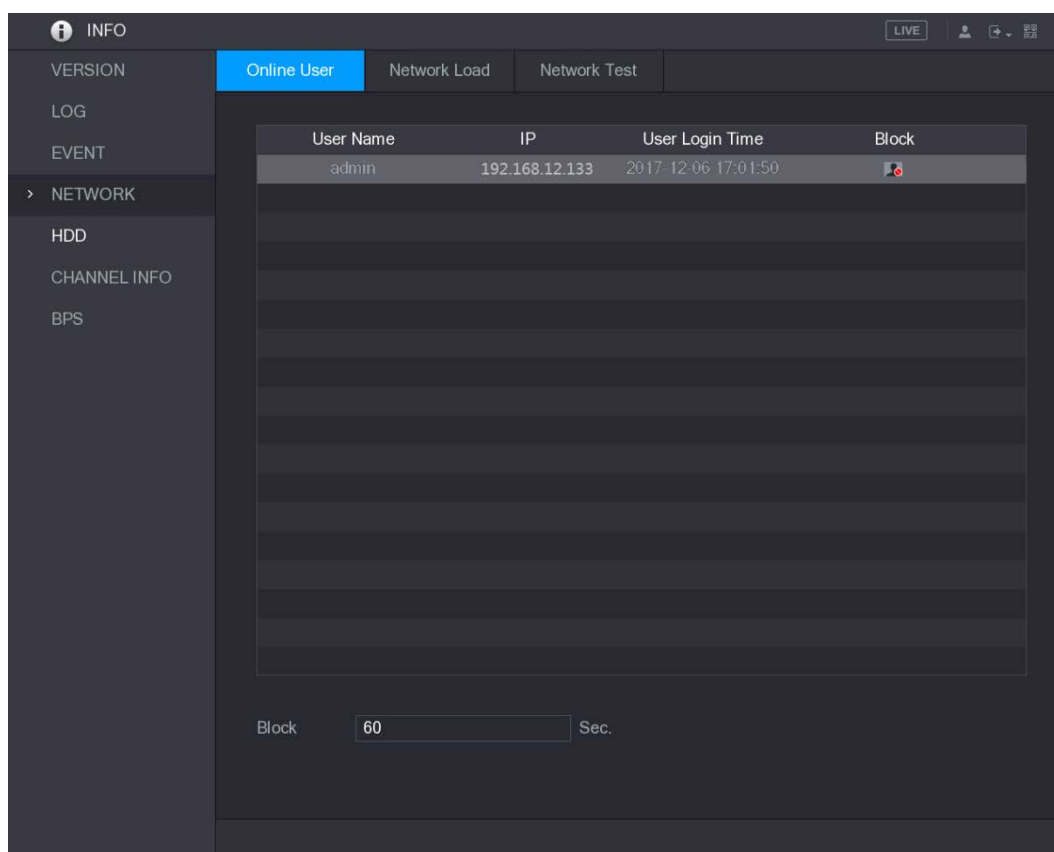 INFO
LIVE
VERSION
LOG
EVENT
NETWORK
HDD
CHANNEL INFO
BPS
Online User
Network Load
Network Test
User Name IP User Login Time Block
admin 192.168.12.133 2017-12-06 17:01:50
Block 60 Sec.